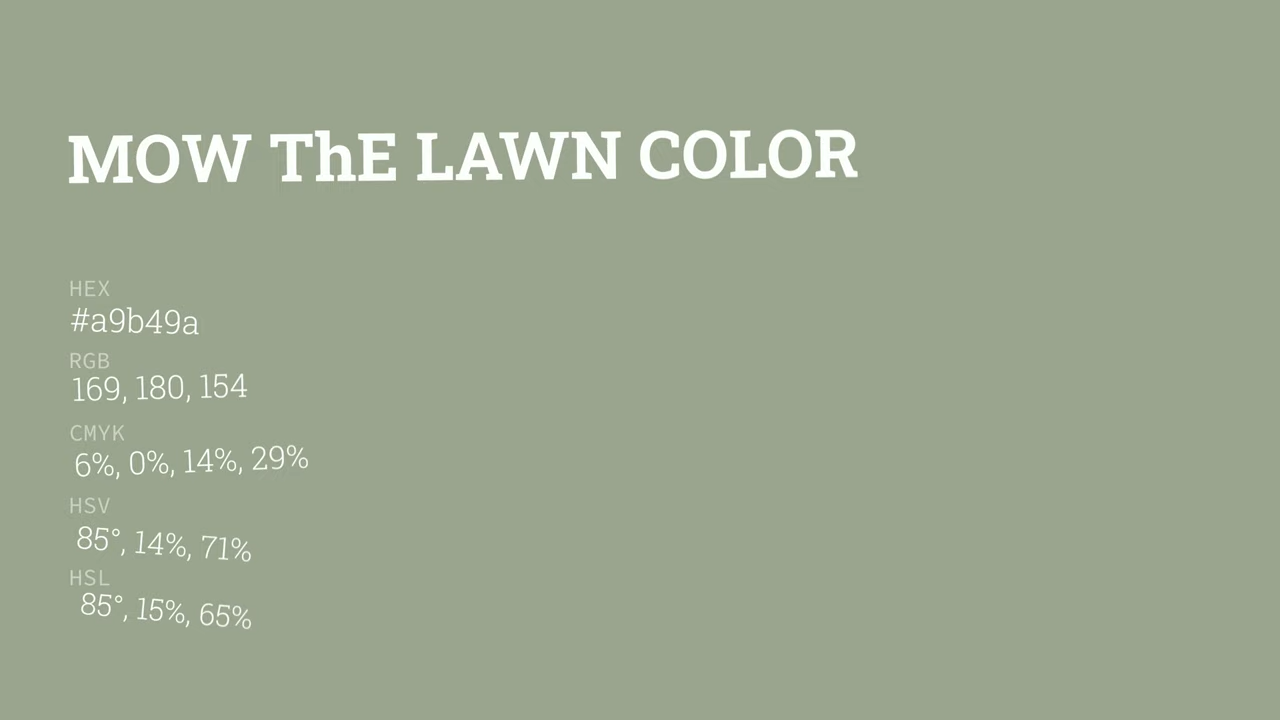 MOW ThE LAWN COLOR
HEX
#a9b49a
RGB
169, 180, 154
CMYK
6%, 0%, 14%, 29%
HSV
85°, 14%, 71%
HSL
85°, 15%, 65%